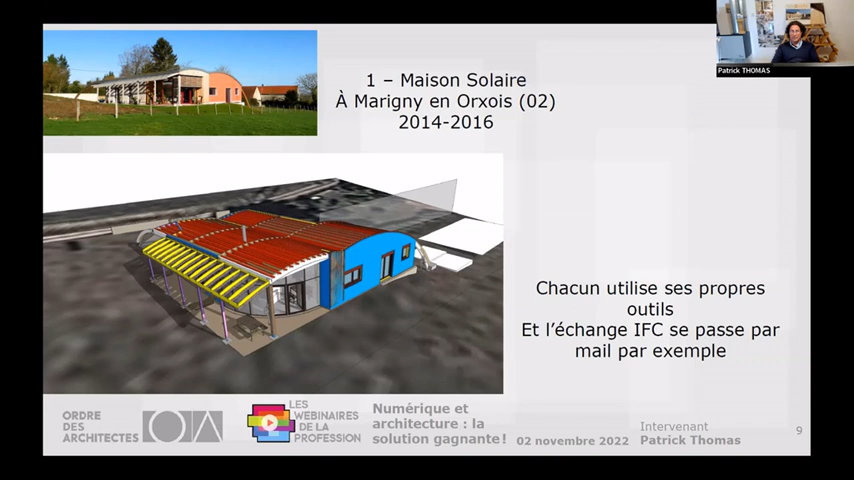 Patrick THOMAS
1 – Maison Solaire
À Marigny en Orxois (02)
2014-2016
Chacun utilise ses propres
outils
Et l’échange IFC se passe par
mail par exemple
ORDRE
DES
ARCHITECTES
LES
WEBINAIRES
DE LA
PROFESSION
Numérique et
architecture : la
solution gagnante!
02 novembre 2022
Intervenant
Patrick Thomas
9